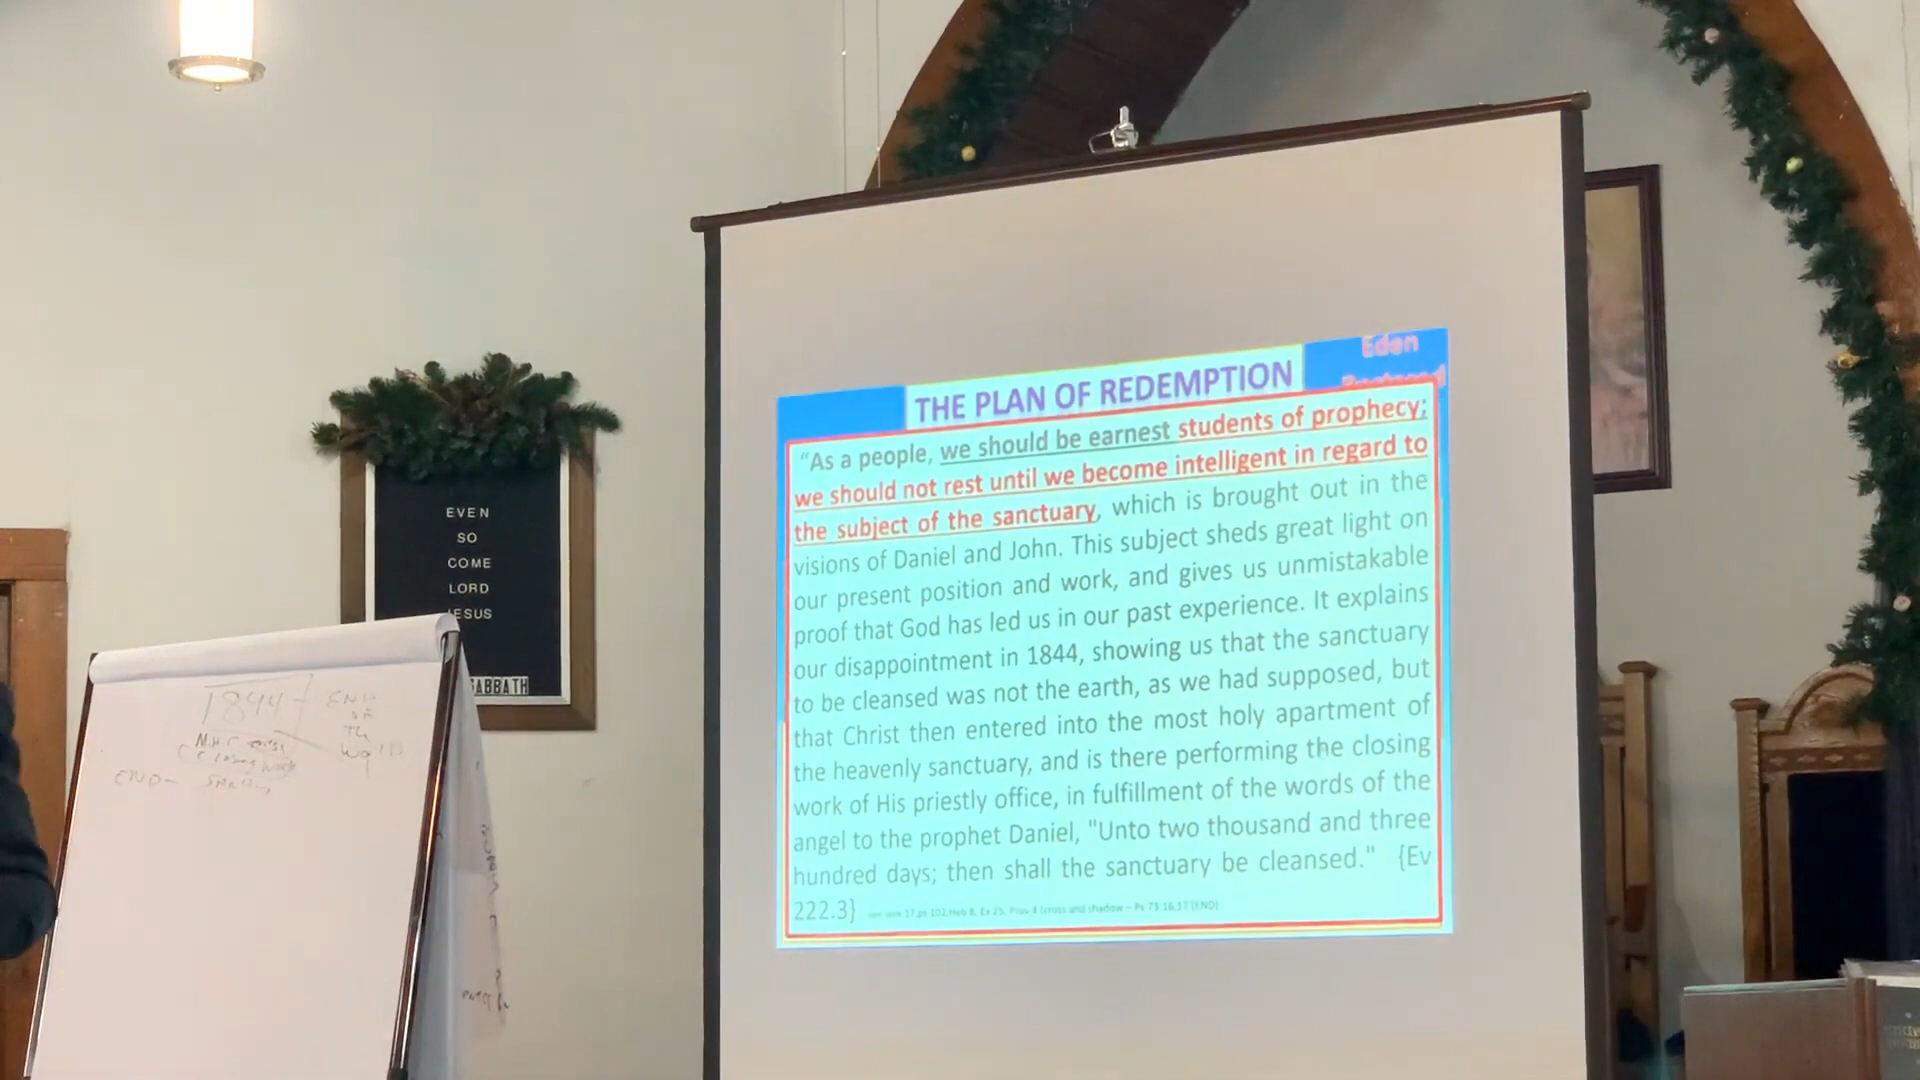 EVEN
SO
COME
LORD
JESUS
SABBATH
1844
END
OF
WORLD
END -
Eden
Restored
THE PLAN OF REDEMPTION
“As a people, we should be earnest students of prophecy;
we should not rest until we become intelligent in regard to
the subject of the sanctuary, which is brought out in the
visions of Daniel and John. This subject sheds great light on
our present position and work, and gives us unmistakable
proof that God has led us in our past experience. It explains
our disappointment in 1844, showing us that the sanctuary
to be cleansed was not the earth, as we had supposed, but
that Christ then entered into the most holy apartment of
the heavenly sanctuary, and is there performing the closing
work of His priestly office, in fulfillment of the words of the
angel to the prophet Daniel, "Unto two thousand and three
hundred days; then shall the sanctuary be cleansed." {Ev
222.3}